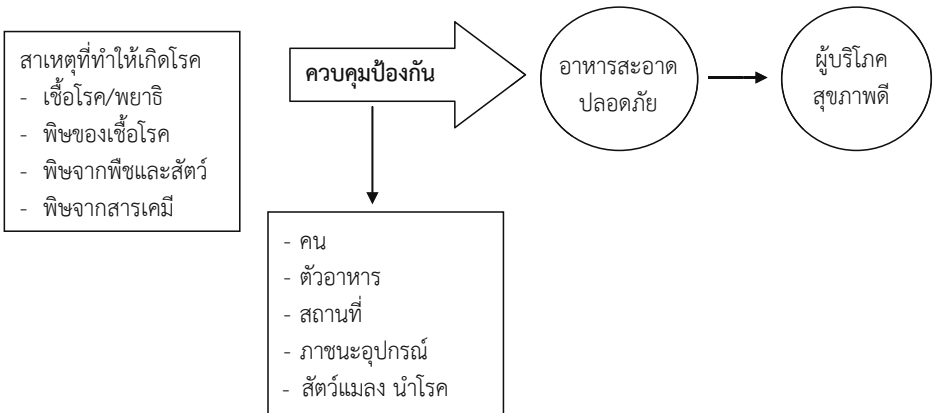 สาเหตุที่ทำให้เกิดโรค
- เชื้อโรค/พยาธิ
- พิษของเชื้อโรค
- พิษจากพืชและสัตว์
- พิษจากสารเคมี
ควบคุมป้องกัน
อาหารสะอาด
ปลอดภัย
ผู้บริโภค
สุขภาพดี
- คน
- ตัวอาหาร
- สถานที่
- ภาชนะอุปกรณ์
- สัตว์แมลง นำโรค